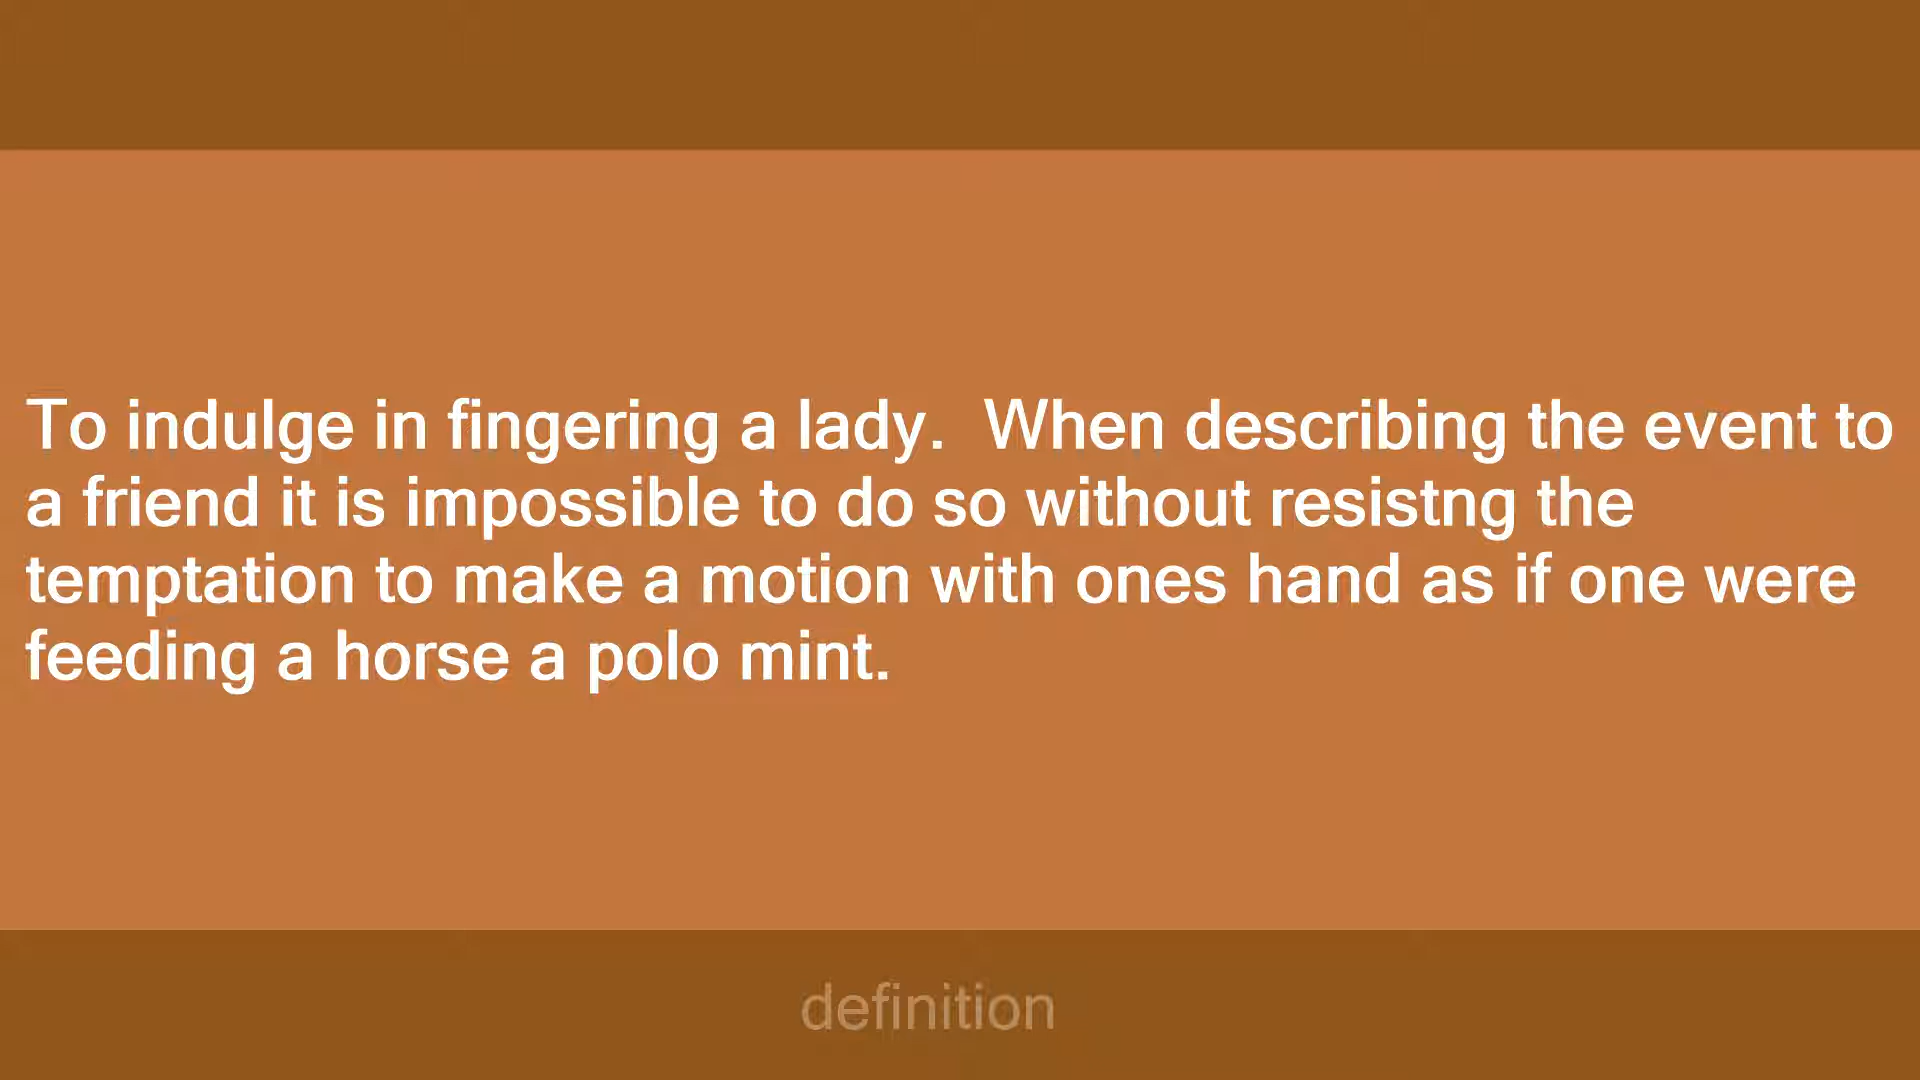 To indulge in fingering a lady.  When describing the event to
a friend it is impossible to do so without resistng the
temptation to make a motion with ones hand as if one were
feeding a horse a polo mint.
definition